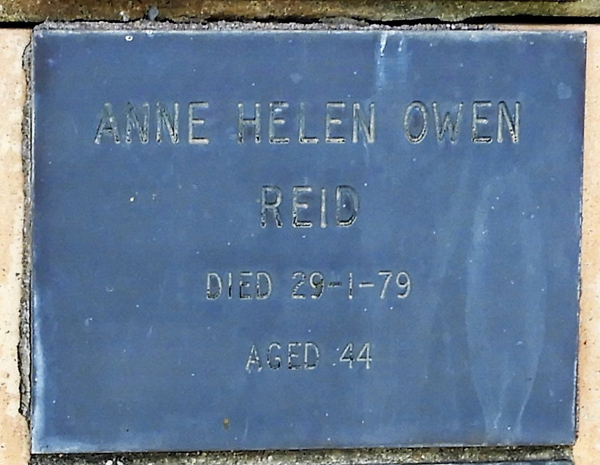 ANNE HELEN OWEN
REID
DIED 29-1-79
AGED 44